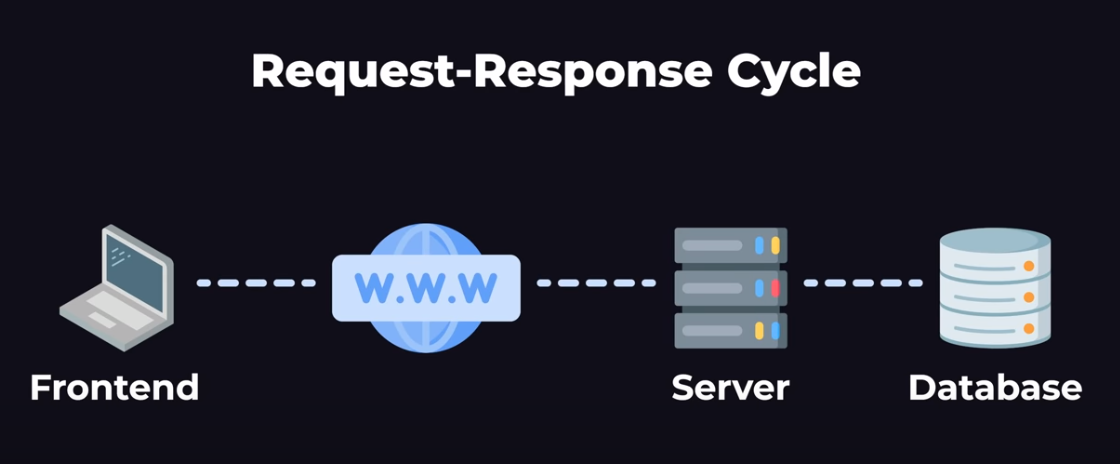 Request-Response Cycle
W.W.W
Frontend
Server
Database